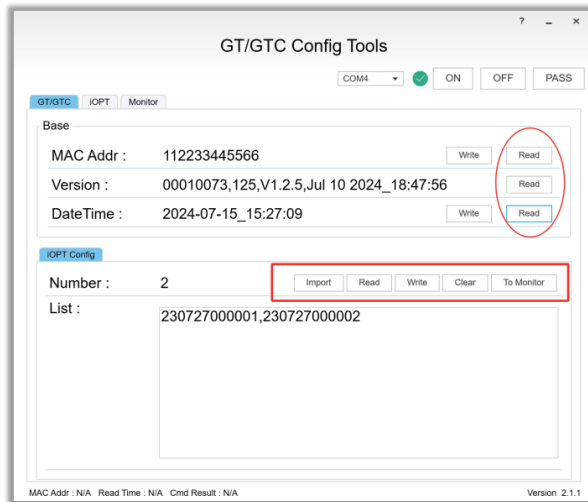 ? – ×
GT/GTC Config Tools
COM4 ON OFF PASS
GT/GTC iOPT Monitor
Base
MAC Addr : 112233445566 Write Read
Version : 00010073,125,V1.2.5,Jul 10 2024_18:47:56 Read
DateTime : 2024-07-15_15:27:09 Write Read
iOPT Config
Number : 2 Import Read Write Clear To Monitor
List : 230727000001,230727000002
MAC Addr : N/A Read Time : N/A Cmd Result : N/A Version 2.1.1